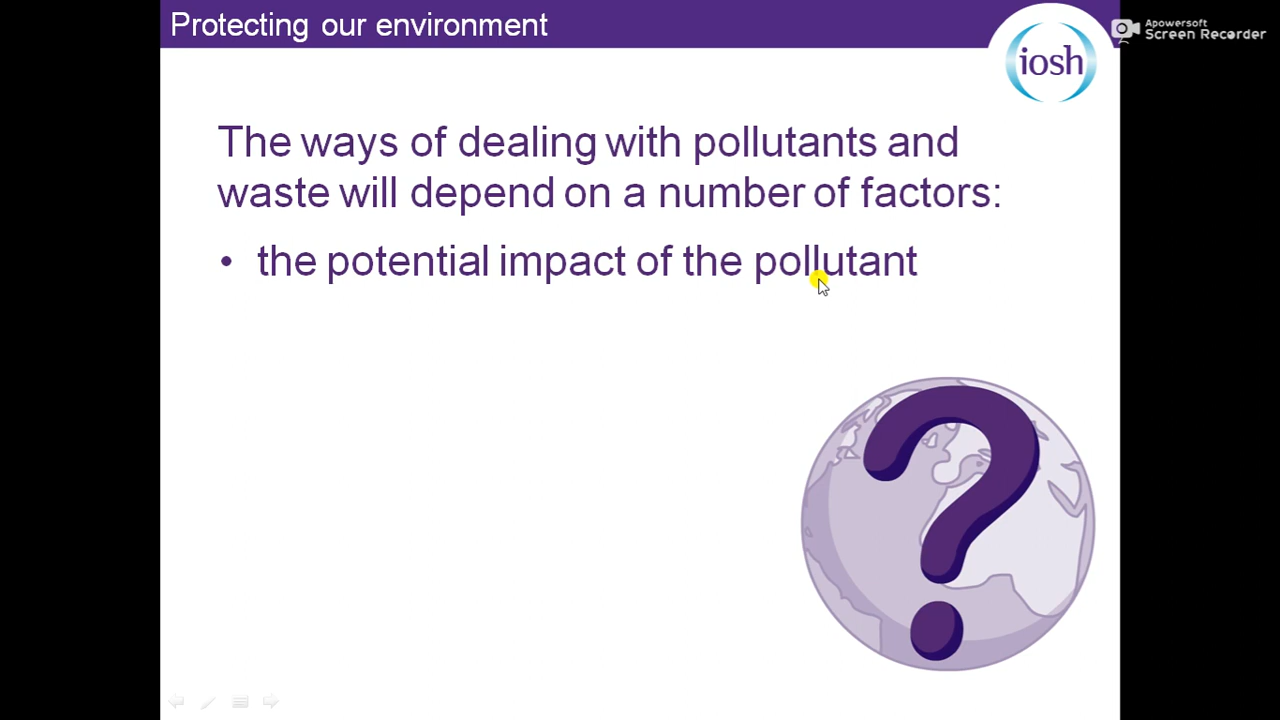 Protecting our environment
iosh
Apowersoft
Screen Recorder
The ways of dealing with pollutants and
waste will depend on a number of factors:
• the potential impact of the pollutant
?